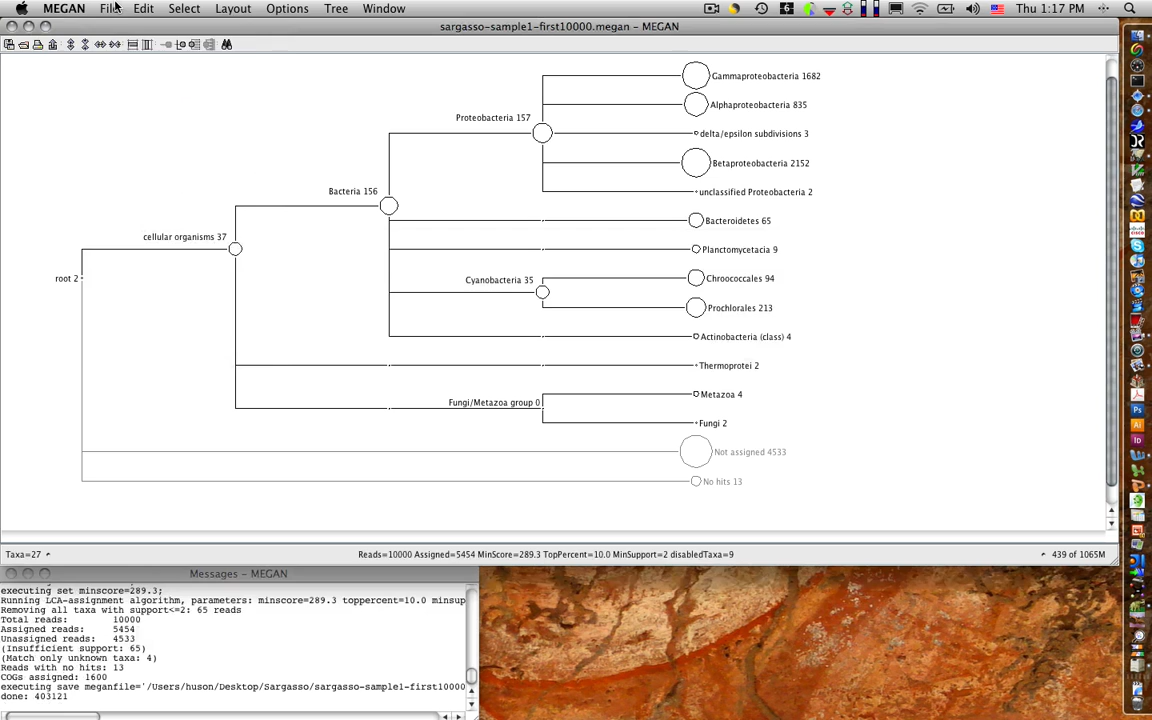 MEGAN File Edit Select Layout Options Tree Window Thu 1:17 PM
sargasso-sample1-first10000.megan – MEGAN
Gammaproteobacteria 1682
Alphaproteobacteria 835
Proteobacteria 157
delta/epsilon subdivisions 3
Betaproteobacteria 2152
Bacteria 156
unclassified Proteobacteria 2
Bacteroidetes 65
cellular organisms 37
Planctomycetacia 9
root 2
Cyanobacteria 35
Chroococcales 94
Prochlorales 213
Actinobacteria (class) 4
Thermoprotei 2
Metazoa 4
Fungi/Metazoa group 0
Fungi 2
Not assigned 4533
No hits 13
Taxa=27 Reads=10000 Assigned=5454 MinScore=289.3 TopPercent=10.0 MinSupport=2 disabledTaxa=9 439 of 1065M
Messages – MEGAN
executing set minscore=289.3;
Running LCA-assignment algorithm, parameters: minscore=289.3 toppercent=10.0 minsup
Removing all taxa with support<=2: 65 reads
Total reads: 10000
Assigned reads: 5454
Unassigned reads: 4533
(Insufficient support: 65)
(Match only unknown taxa: 4)
Reads with no hits: 13
COGs assigned: 1600
executing save meganfile='/Users/huson/Desktop/Sargasso/sargasso-sample1-first10000
done: 403121